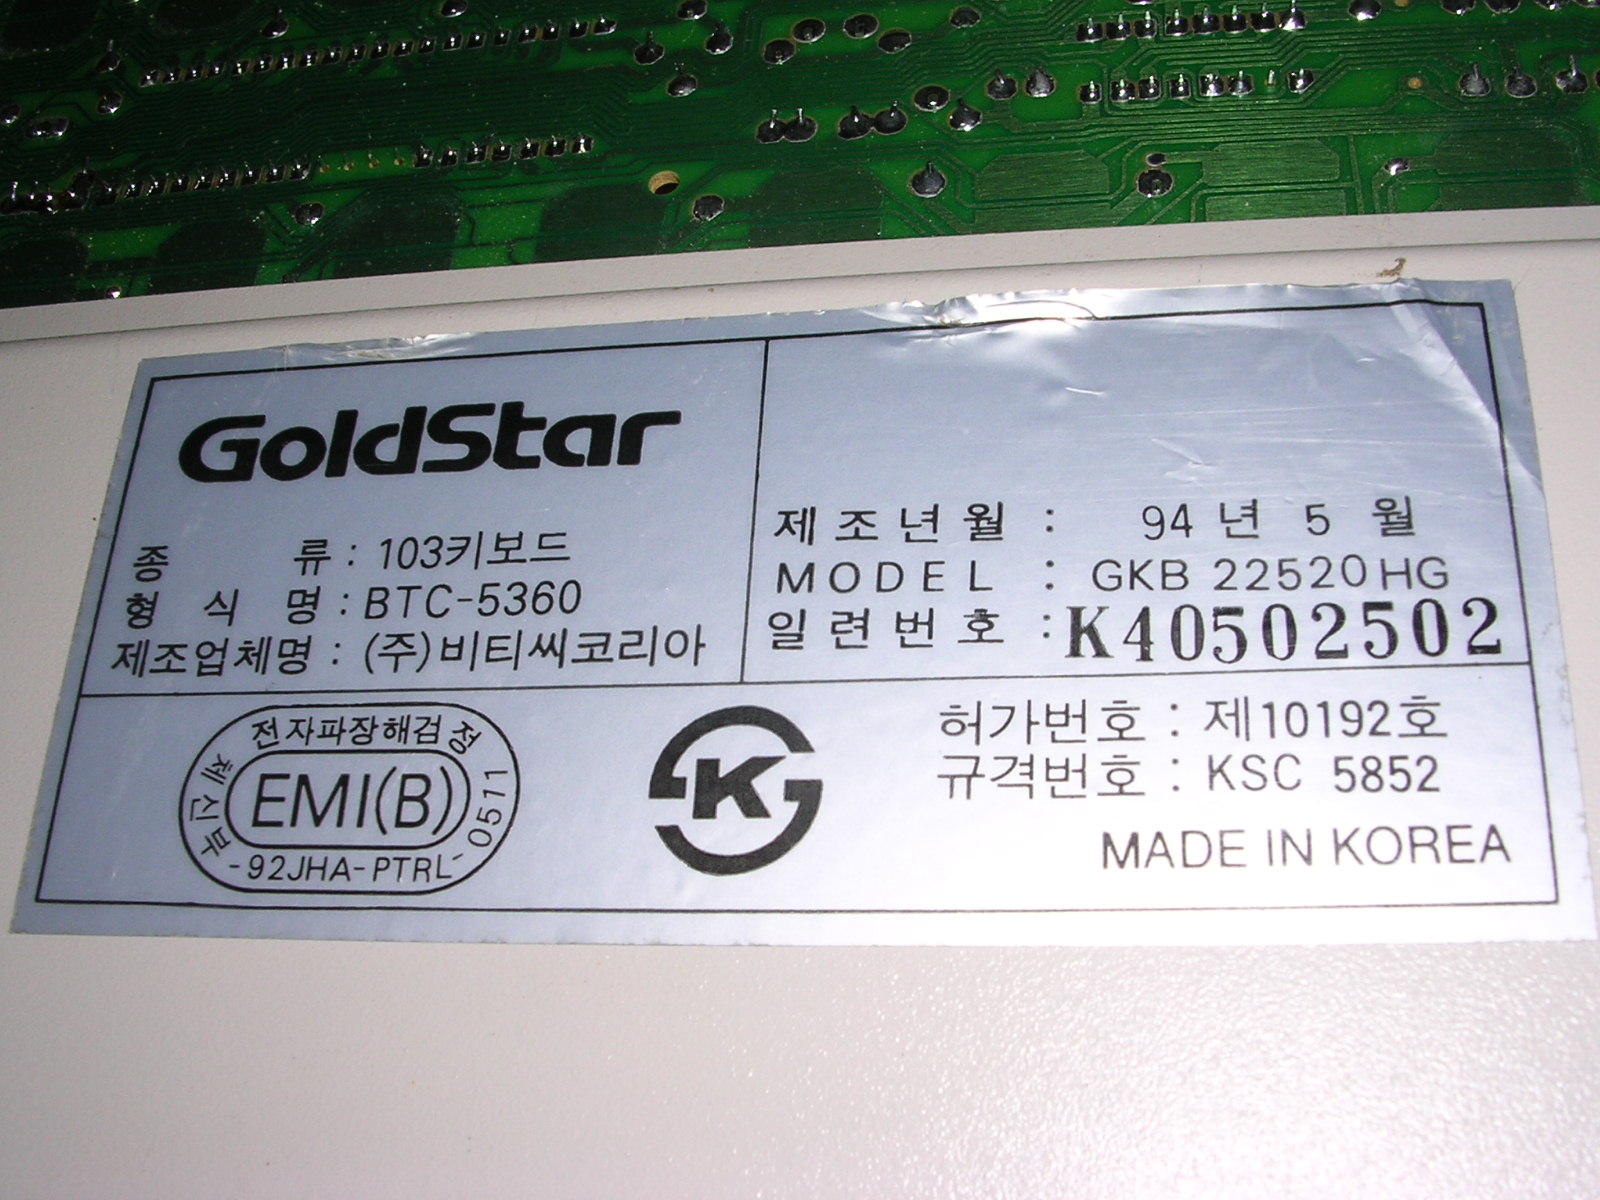 GoldStar
종 류 : 103키보드
형 식 명 : BTC-5360
제조업체명 : (주)비티씨코리아
제 조 년 월 : 94 년 5 월
MODEL : GKB 22520HG
일 련 번 호 : K40502502
전자파장해검정
체신부
EMI(B)
-92JHA-PTRL-0511
K
허가번호 : 제10192호
규격번호 : KSC 5852
MADE IN KOREA